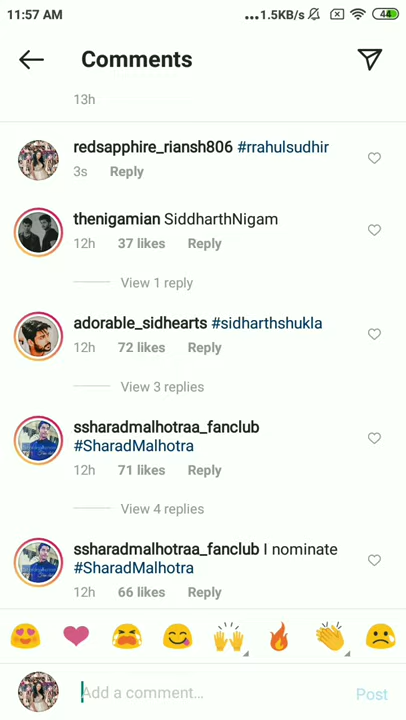 11:57 AM
...1.5KB/s
44
Comments
13h
redsapphire_riansh806 #rrahulsudhir
3s Reply
thenigamian SiddharthNigam
12h 37 likes Reply
View 1 reply
adorable_sidhearts #sidharthshukla
12h 72 likes Reply
View 3 replies
ssharadmalhotraa_fanclub
#SharadMalhotra
12h 71 likes Reply
View 4 replies
ssharadmalhotraa_fanclub I nominate
#SharadMalhotra
12h 66 likes Reply
Add a comment...
Post